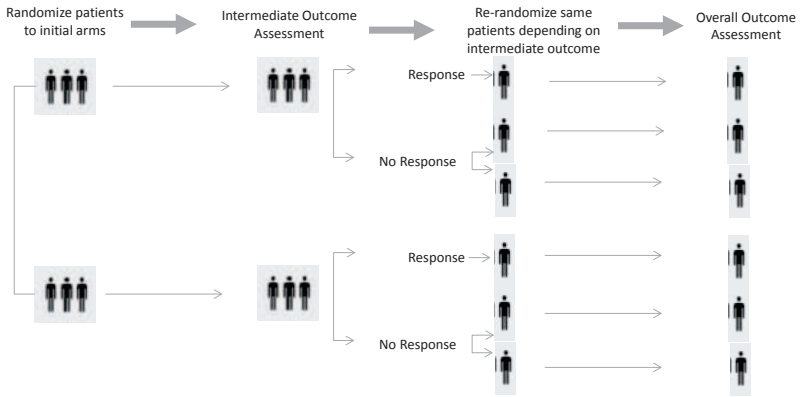 Randomize patients
to initial arms
Intermediate Outcome
Assessment
Re-randomize same
patients depending on
intermediate outcome
Overall Outcome
Assessment
Response
No Response
Response
No Response